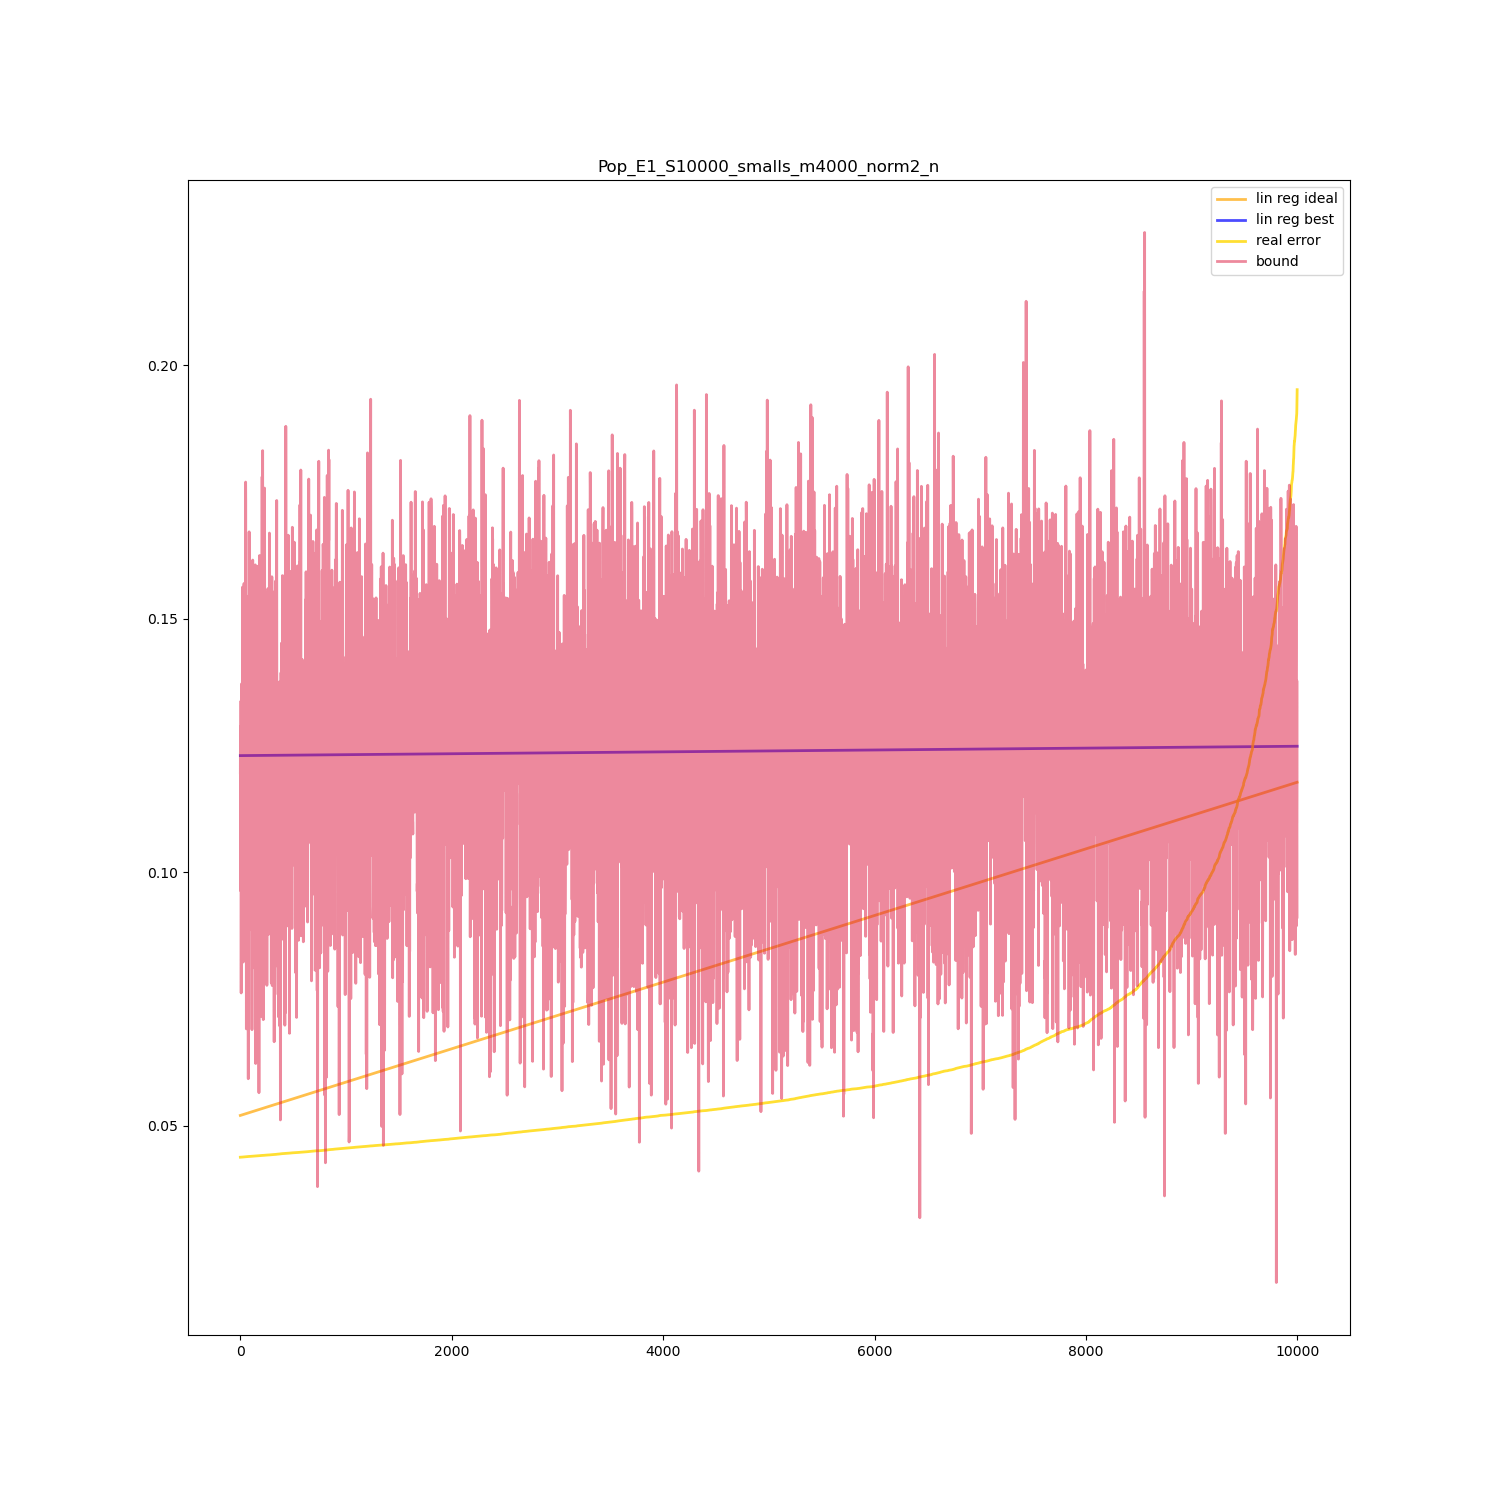 Pop_E1_S10000_smalls_m4000_norm2_n
lin reg ideal
lin reg best
real error
bound
0.20
0.15
0.10
0.05
0 2000 4000 6000 8000 10000